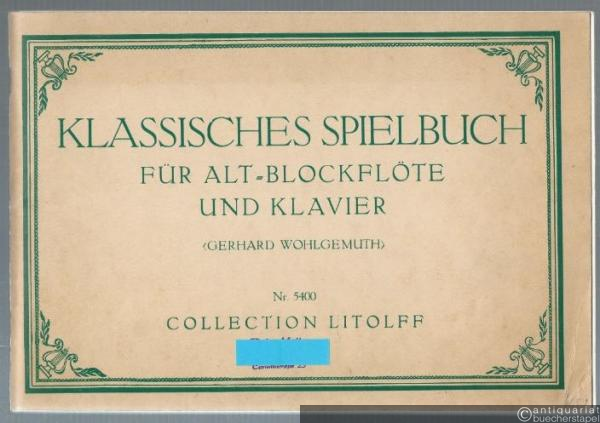 KLASSISCHES SPIELBUCH
FÜR ALT=BLOCKFLÖTE
UND KLAVIER
‹GERHARD WOHLGEMUTH›
Nr. 5400
COLLECTION LITOLFF
©antiquariat
buecherstapel